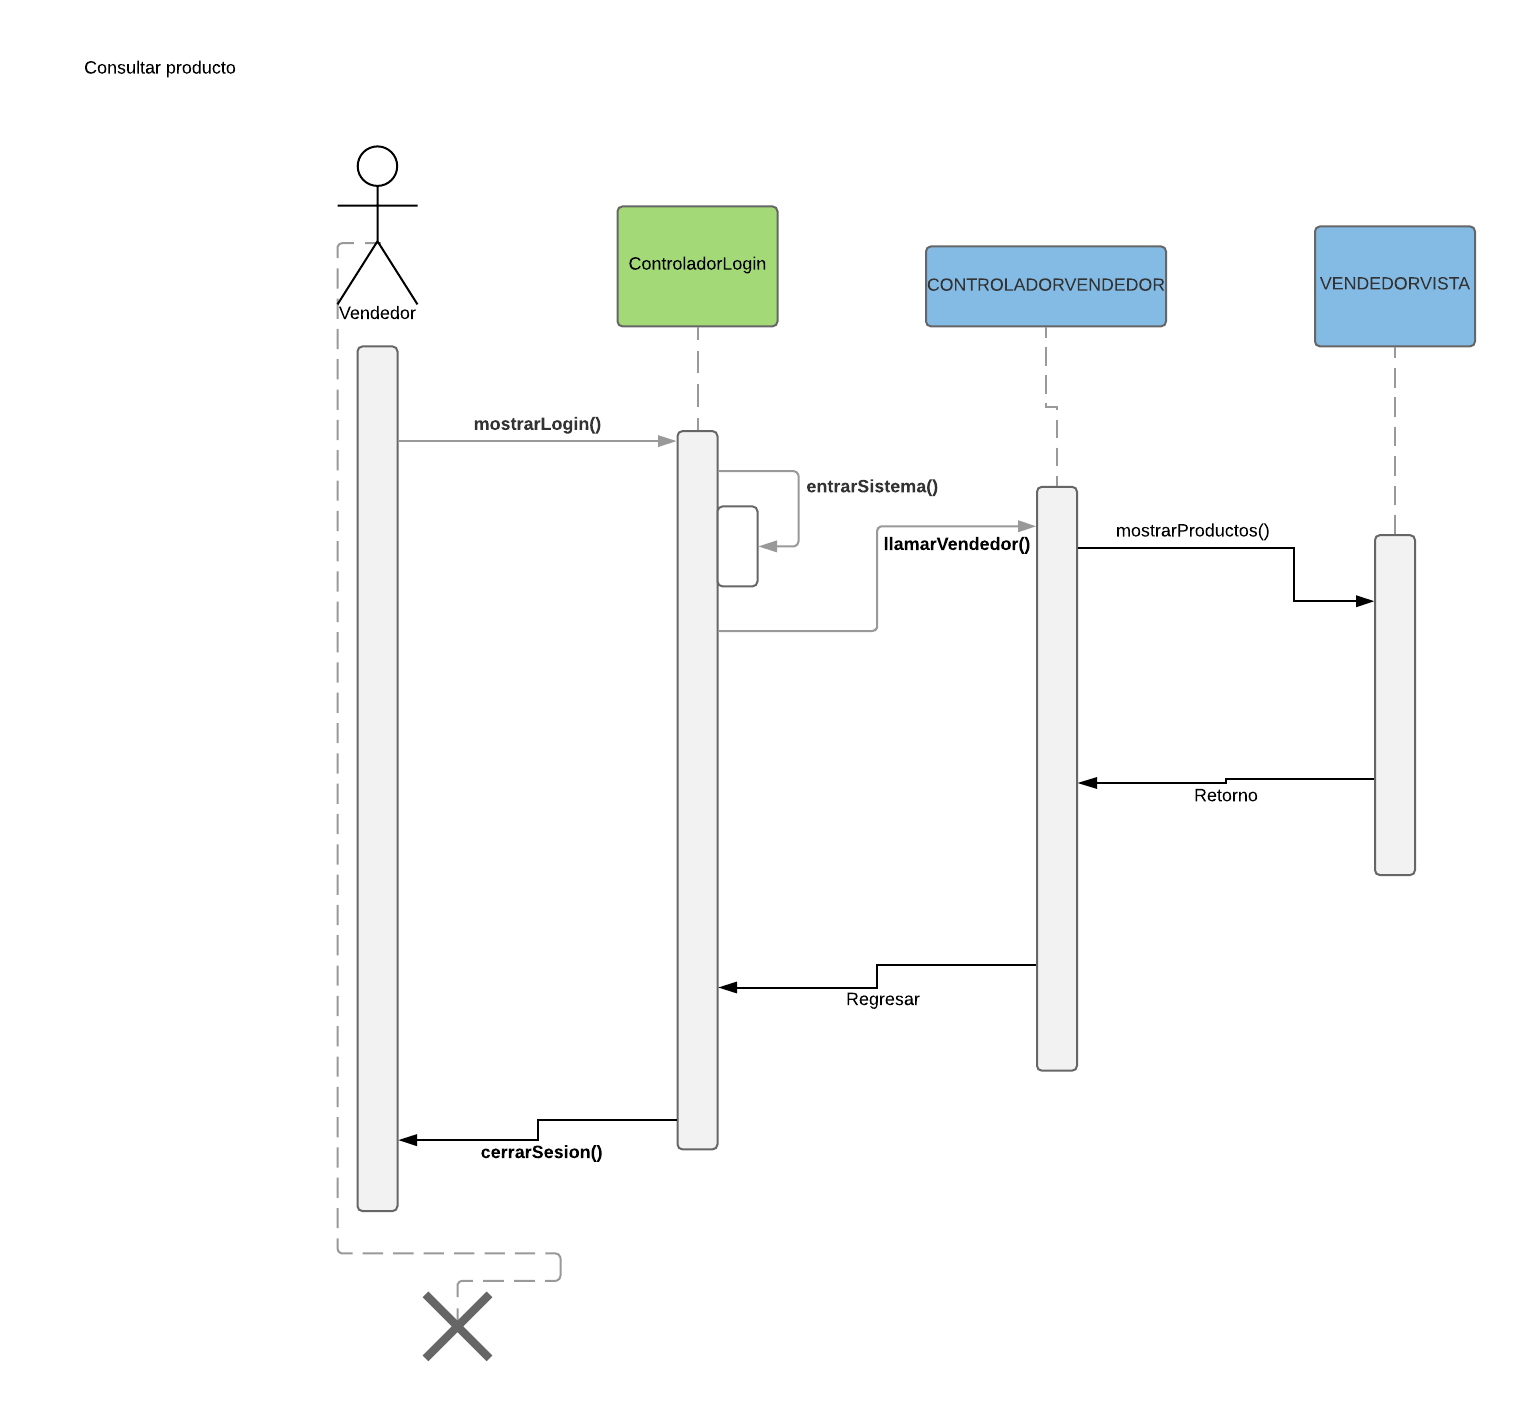 Consultar producto
Vendedor
ControladorLogin
CONTROLADORVENDEDOR
VENDEDORVISTA
mostrarLogin()
entrarSistema()
llamarVendedor()
mostrarProductos()
Retorno
Regresar
cerrarSesion()